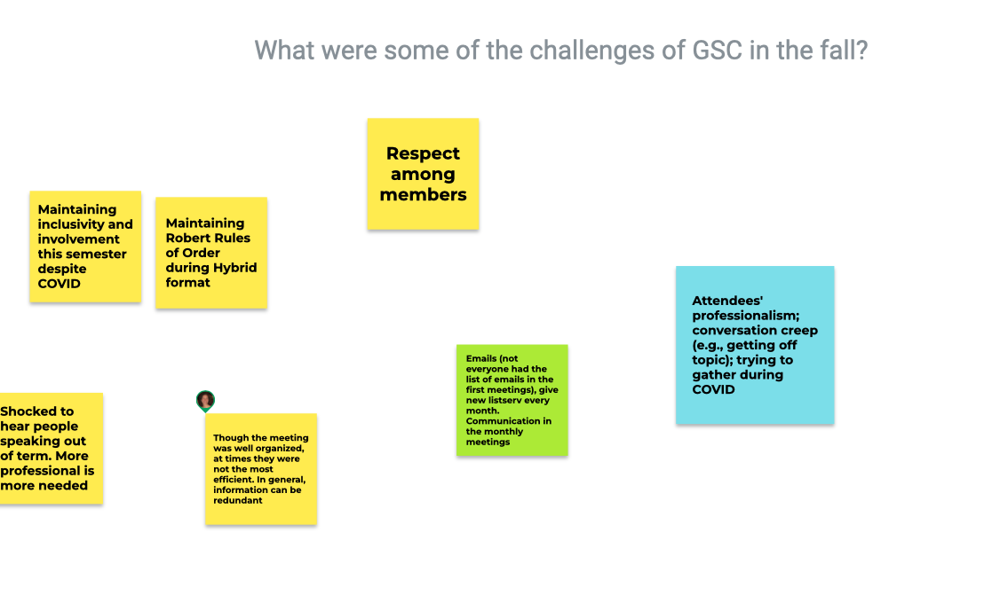 What were some of the challenges of GSC in the fall?
Respect
among
members
Maintaining
inclusivity and
involvement
this semester
despite
COVID
Maintaining
Robert Rules
of Order
during Hybrid
format
Attendees'
professionalism;
conversation creep
(e.g., getting off
topic); trying to
gather during
COVID
Emails (not
everyone had the
list of emails in the
first meetings), give
new listserv every
month.
Communication in
the monthly
meetings
Shocked to
hear people
speaking out
of term. More
professional is
more needed
Though the meeting
was well organized,
at times they were
not the most
efficient. In general,
information can be
redundant